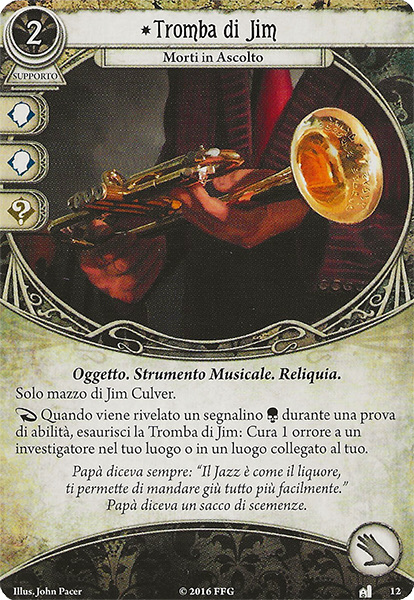 2
SUPPORTO
Tromba di Jim
Morti in Ascolto
?
Oggetto. Strumento Musicale. Reliquia.
Solo mazzo di Jim Culver.
Quando viene rivelato un segnalino durante una prova
di abilità, esaurisci la Tromba di Jim: Cura 1 orrore a un
investigatore nel tuo luogo o in un luogo collegato al tuo.
Papà diceva sempre: “Il Jazz è come il liquore,
ti permette di mandare giù tutto più facilmente.”
Papà diceva un sacco di scemenze.
Illus. John Pacer
© 2016 FFG
12